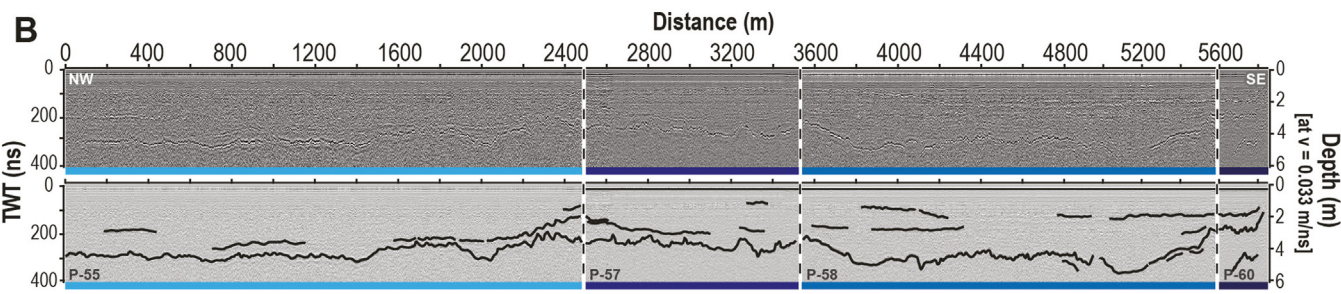 B
Distance (m)
0 400 800 1200 1600 2000 2400 2800 3200 3600 4000 4400 4800 5200 5600
NW SE
0 200 400
0 2 4 6
0 200 400
0 2 4 6
TWT (ns)
Depth (m)
[at v = 0.033 m/ns]
P-55 P-57 P-58 P-60